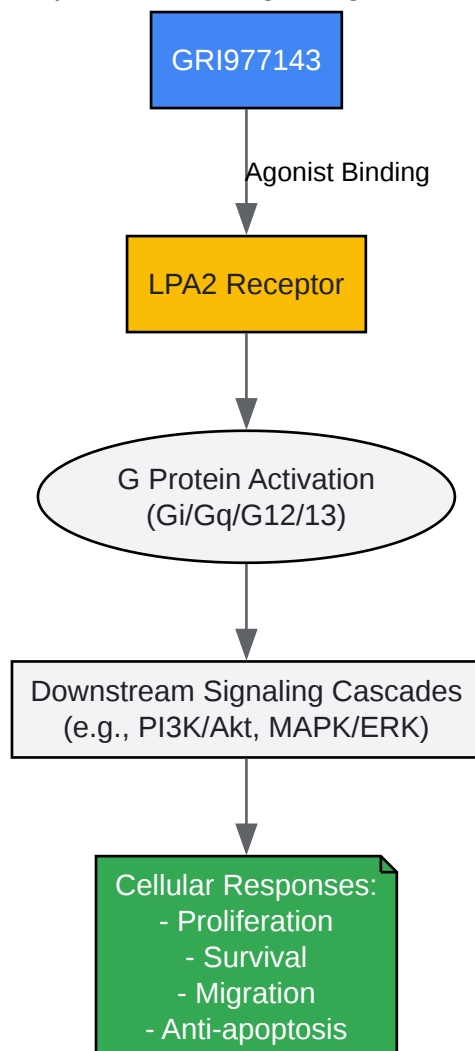 GRI977143
Agonist Binding
LPA2 Receptor
G Protein Activation
(Gi/Gq/G12/13)
Downstream Signaling Cascades
(e.g., PI3K/Akt, MAPK/ERK)
Cellular Responses:
- Proliferation
- Survival
- Migration
- Anti-apoptosis